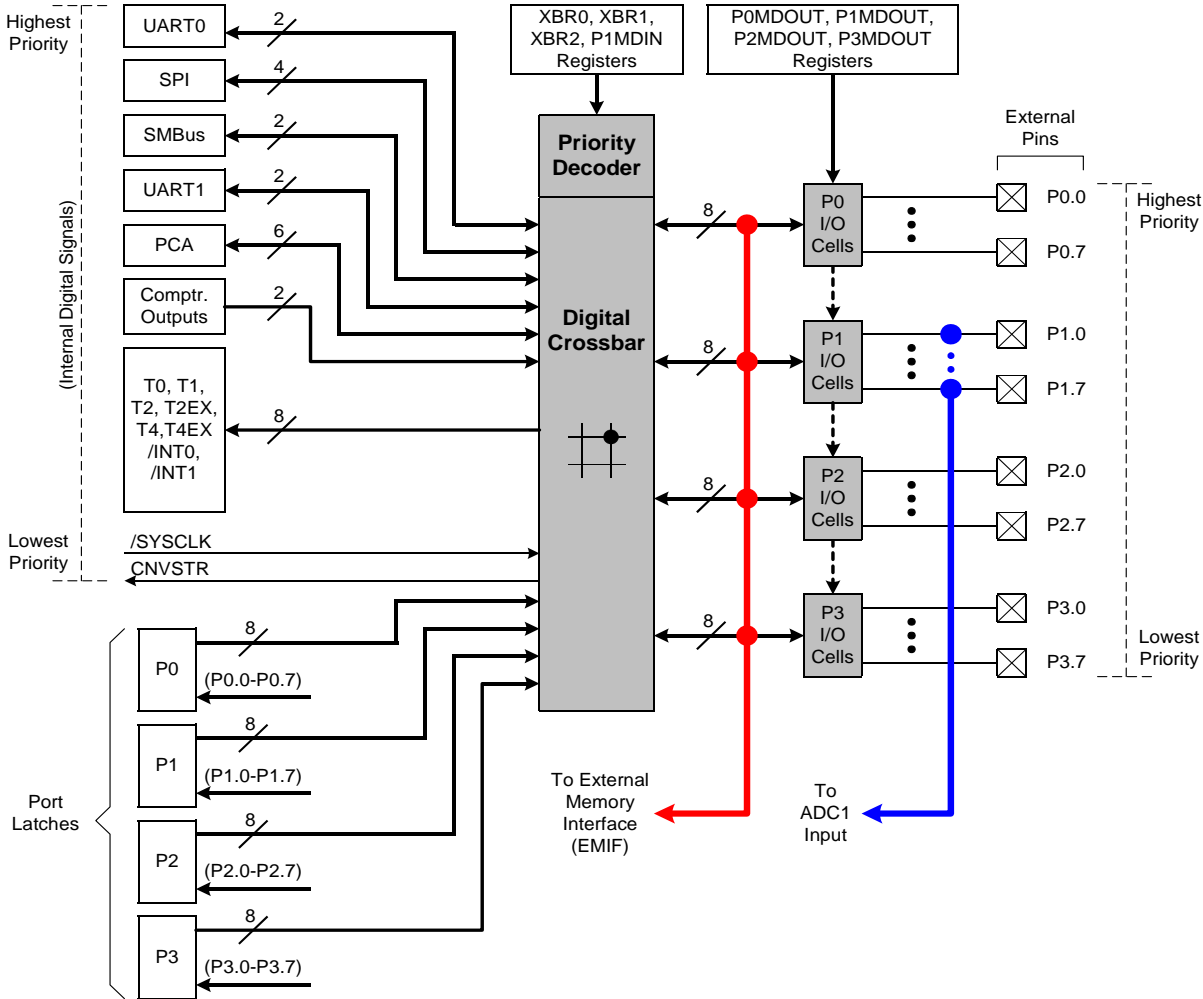 Highest
Priority
UART0
2
SPI
4
SMBus
2
UART1
2
PCA
6
Comptr.
Outputs
2
T0, T1,
T2, T2EX,
T4,T4EX
/INT0,
/INT1
8
(Internal Digital Signals)
Lowest
Priority
/SYSCLK
CNVSTR
XBR0, XBR1,
XBR2, P1MDIN
Registers
P0MDOUT, P1MDOUT,
P2MDOUT, P3MDOUT
Registers
Priority
Decoder
Digital
Crossbar
8
8
8
8
P0
I/O
Cells
P1
I/O
Cells
P2
I/O
Cells
P3
I/O
Cells
External
Pins
P0.0
P0.7
P1.0
P1.7
P2.0
P2.7
P3.0
P3.7
Highest
Priority
Lowest
Priority
Port
Latches
P0
8
(P0.0-P0.7)
P1
8
(P1.0-P1.7)
P2
8
(P2.0-P2.7)
P3
8
(P3.0-P3.7)
To External
Memory
Interface
(EMIF)
To
ADC1
Input